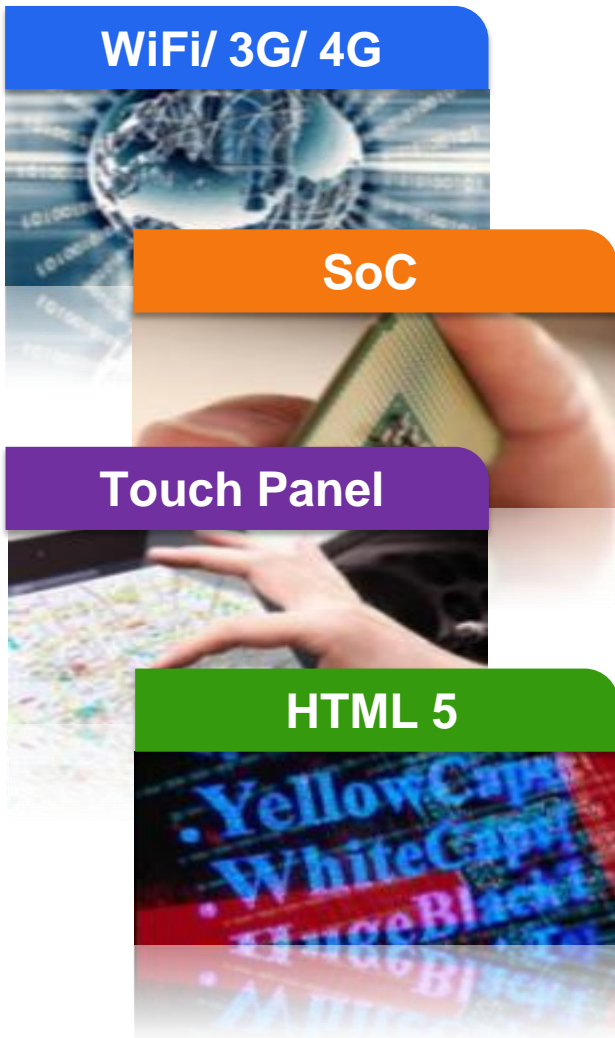 WiFi/ 3G/ 4G
SoC
Touch Panel
HTML 5
.YellowCaps
.WhiteCaps